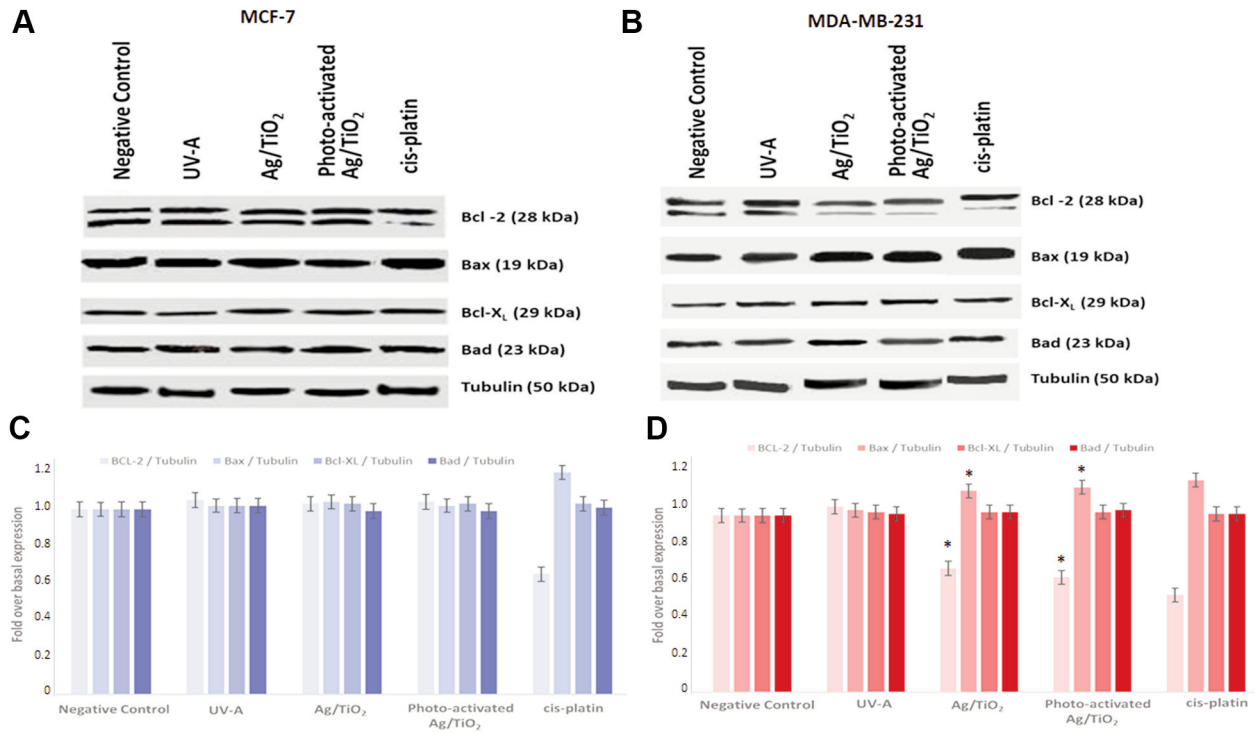 A
MCF-7
Negative Control
UV-A
Ag/TiO₂
Photo-activated
Ag/TiO₂
cis-platin
Bcl -2 (28 kDa)
Bax (19 kDa)
Bcl-X_L (29 kDa)
Bad (23 kDa)
Tubulin (50 kDa)
B
MDA-MB-231
Negative Control
UV-A
Ag/TiO₂
Photo-activated
Ag/TiO₂
cis-platin
Bcl -2 (28 kDa)
Bax (19 kDa)
Bcl-X_L (29 kDa)
Bad (23 kDa)
Tubulin (50 kDa)
C
BCL-2 / Tubulin Bax / Tubulin Bcl-XL / Tubulin Bad / Tubulin
Fold over basal expression
1.2
1.0
0.8
0.6
0.4
0.2
0
Negative Control UV-A Ag/TiO₂ Photo-activated cis-platin
Ag/TiO₂
D
BCL-2 / Tubulin Bax / Tubulin Bcl-XL / Tubulin Bad / Tubulin
Fold over basal expression
1.2
1.0
0.8
0.6
0.4
0.2
0
* * * *
Negative Control UV-A Ag/TiO₂ Photo-activated cis-platin
Ag/TiO₂